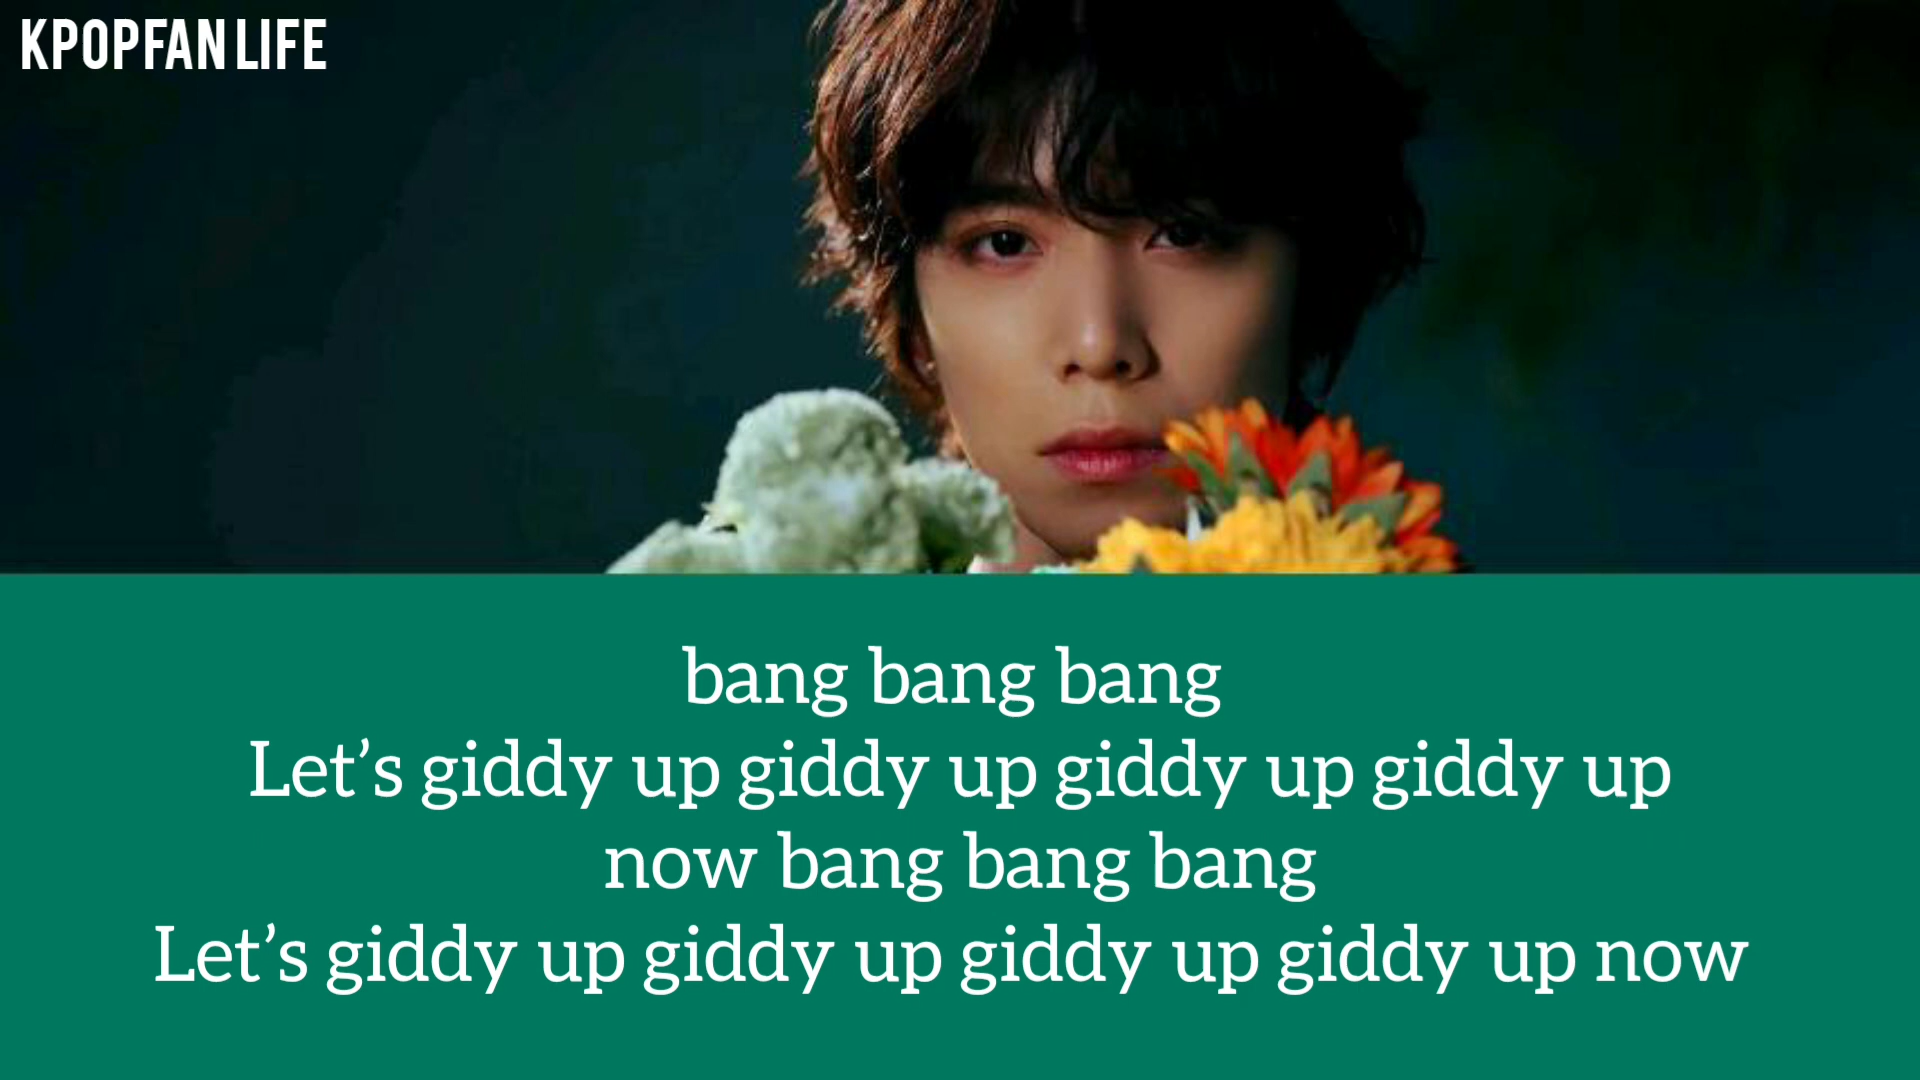 KPOPFAN LIFE
bang bang bang
Let’s giddy up giddy up giddy up giddy up
now bang bang bang
Let’s giddy up giddy up giddy up giddy up now